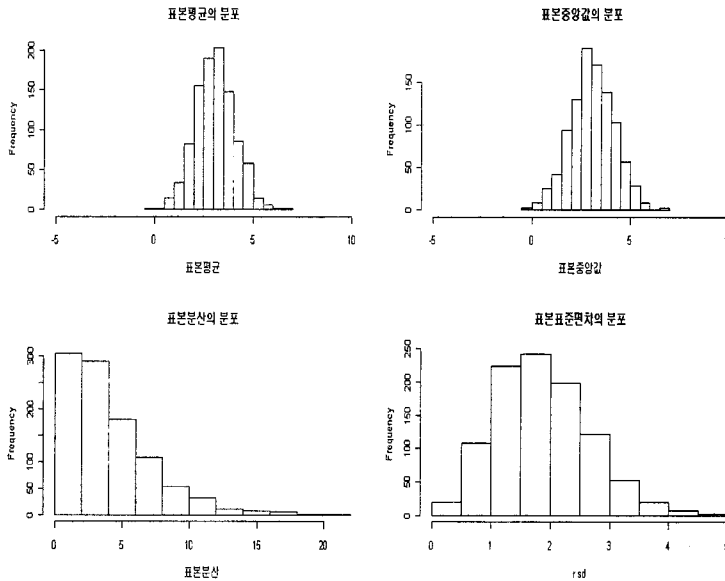 표본평균의 분포
Frequency
0 50 100 150 200
-5 0 5 10
표본평균
표본중앙값의 분포
Frequency
0 50 100 150
-5 0 5
표본중앙값
표본분산의 분포
Frequency
0 50 100 200 300
0 5 10 15 20
표본분산
표본표준편차의 분포
Frequency
0 50 100 150 200 250
0 1 2 3 4
rsd